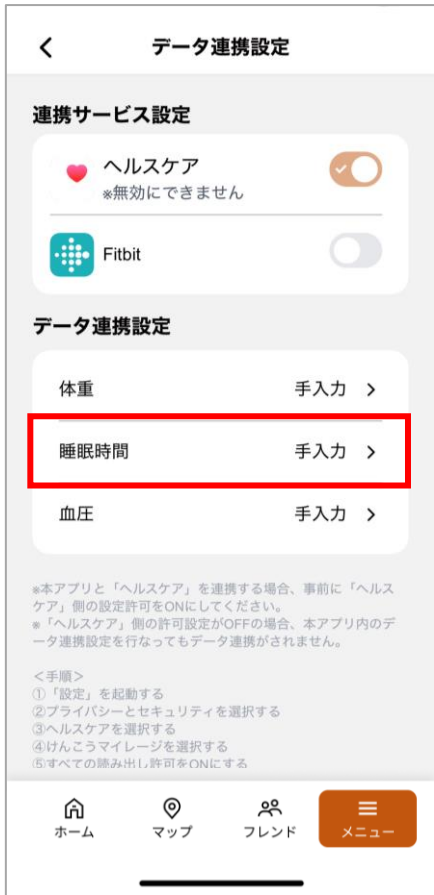 データ連携設定
連携サービス設定
ヘルスケア
※無効にできません
Fitbit
データ連携設定
体重 手入力
睡眠時間 手入力
血圧 手入力
※本アプリと「ヘルスケア」を連携する場合、事前に「ヘルス
ケア」側の設定許可をONにしてください。
※「ヘルスケア」側の許可設定がOFFの場合、本アプリ内のデ
ータ連携設定を行なってもデータ連携がされません。
＜手順＞
①「設定」を起動する
②プライバシーとセキュリティを選択する
③ヘルスケアを選択する
④けんこうマイレージを選択する
⑤すべての読み出し許可をONにする
ホーム マップ フレンド メニュー